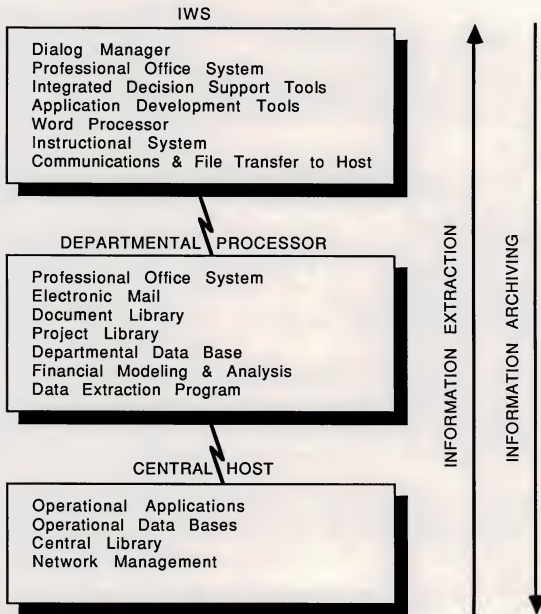 IWS
Dialog Manager
Professional Office System
Integrated Decision Support Tools
Application Development Tools
Word Processor
Instructional System
Communications & File Transfer to Host
DEPARTMENTAL PROCESSOR
Professional Office System
Electronic Mail
Document Library
Project Library
Departmental Data Base
Financial Modeling & Analysis
Data Extraction Program
CENTRAL HOST
Operational Applications
Operational Data Bases
Central Library
Network Management
INFORMATION EXTRACTION
INFORMATION ARCHIVING